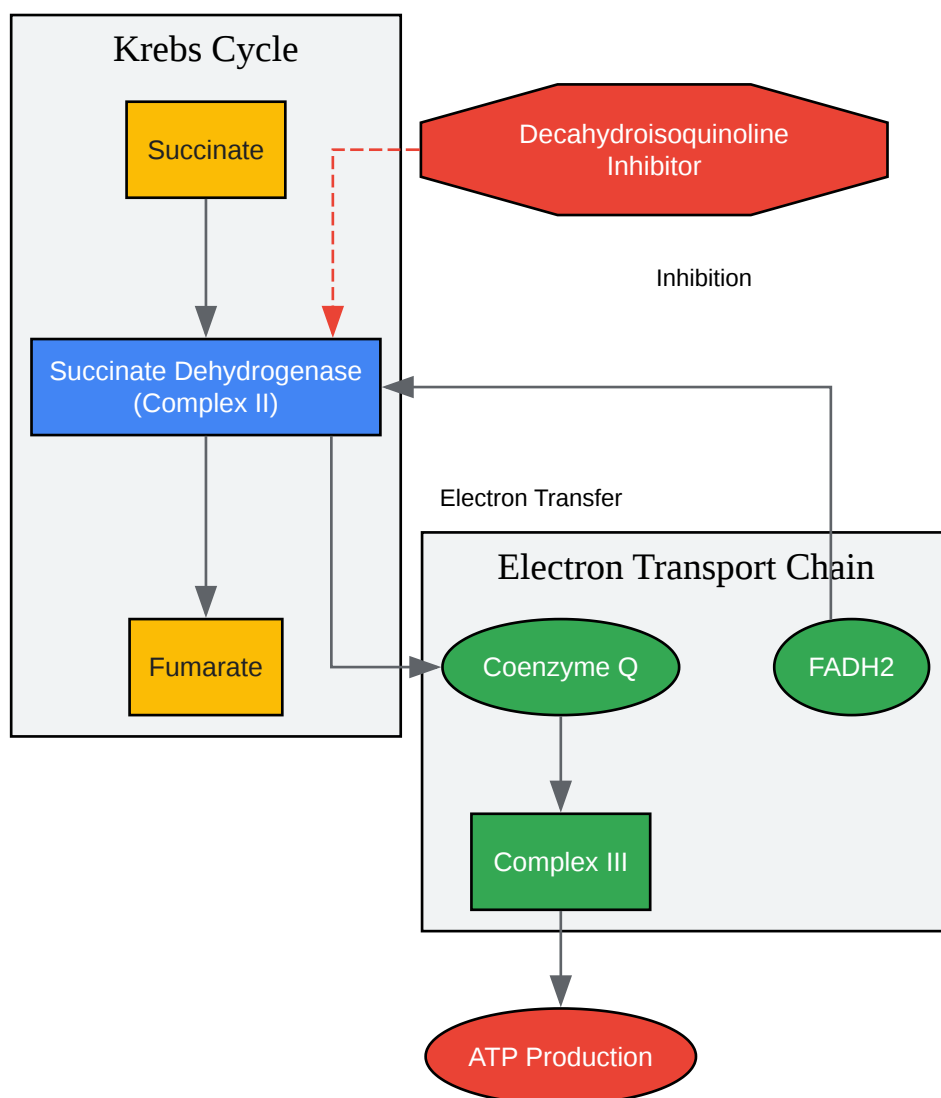 Krebs Cycle
Succinate
Decahydroisoquinoline
Inhibitor
Inhibition
Succinate Dehydrogenase
(Complex II)
Electron Transfer
Electron Transport Chain
Fumarate
Coenzyme Q
FADH2
Complex III
ATP Production